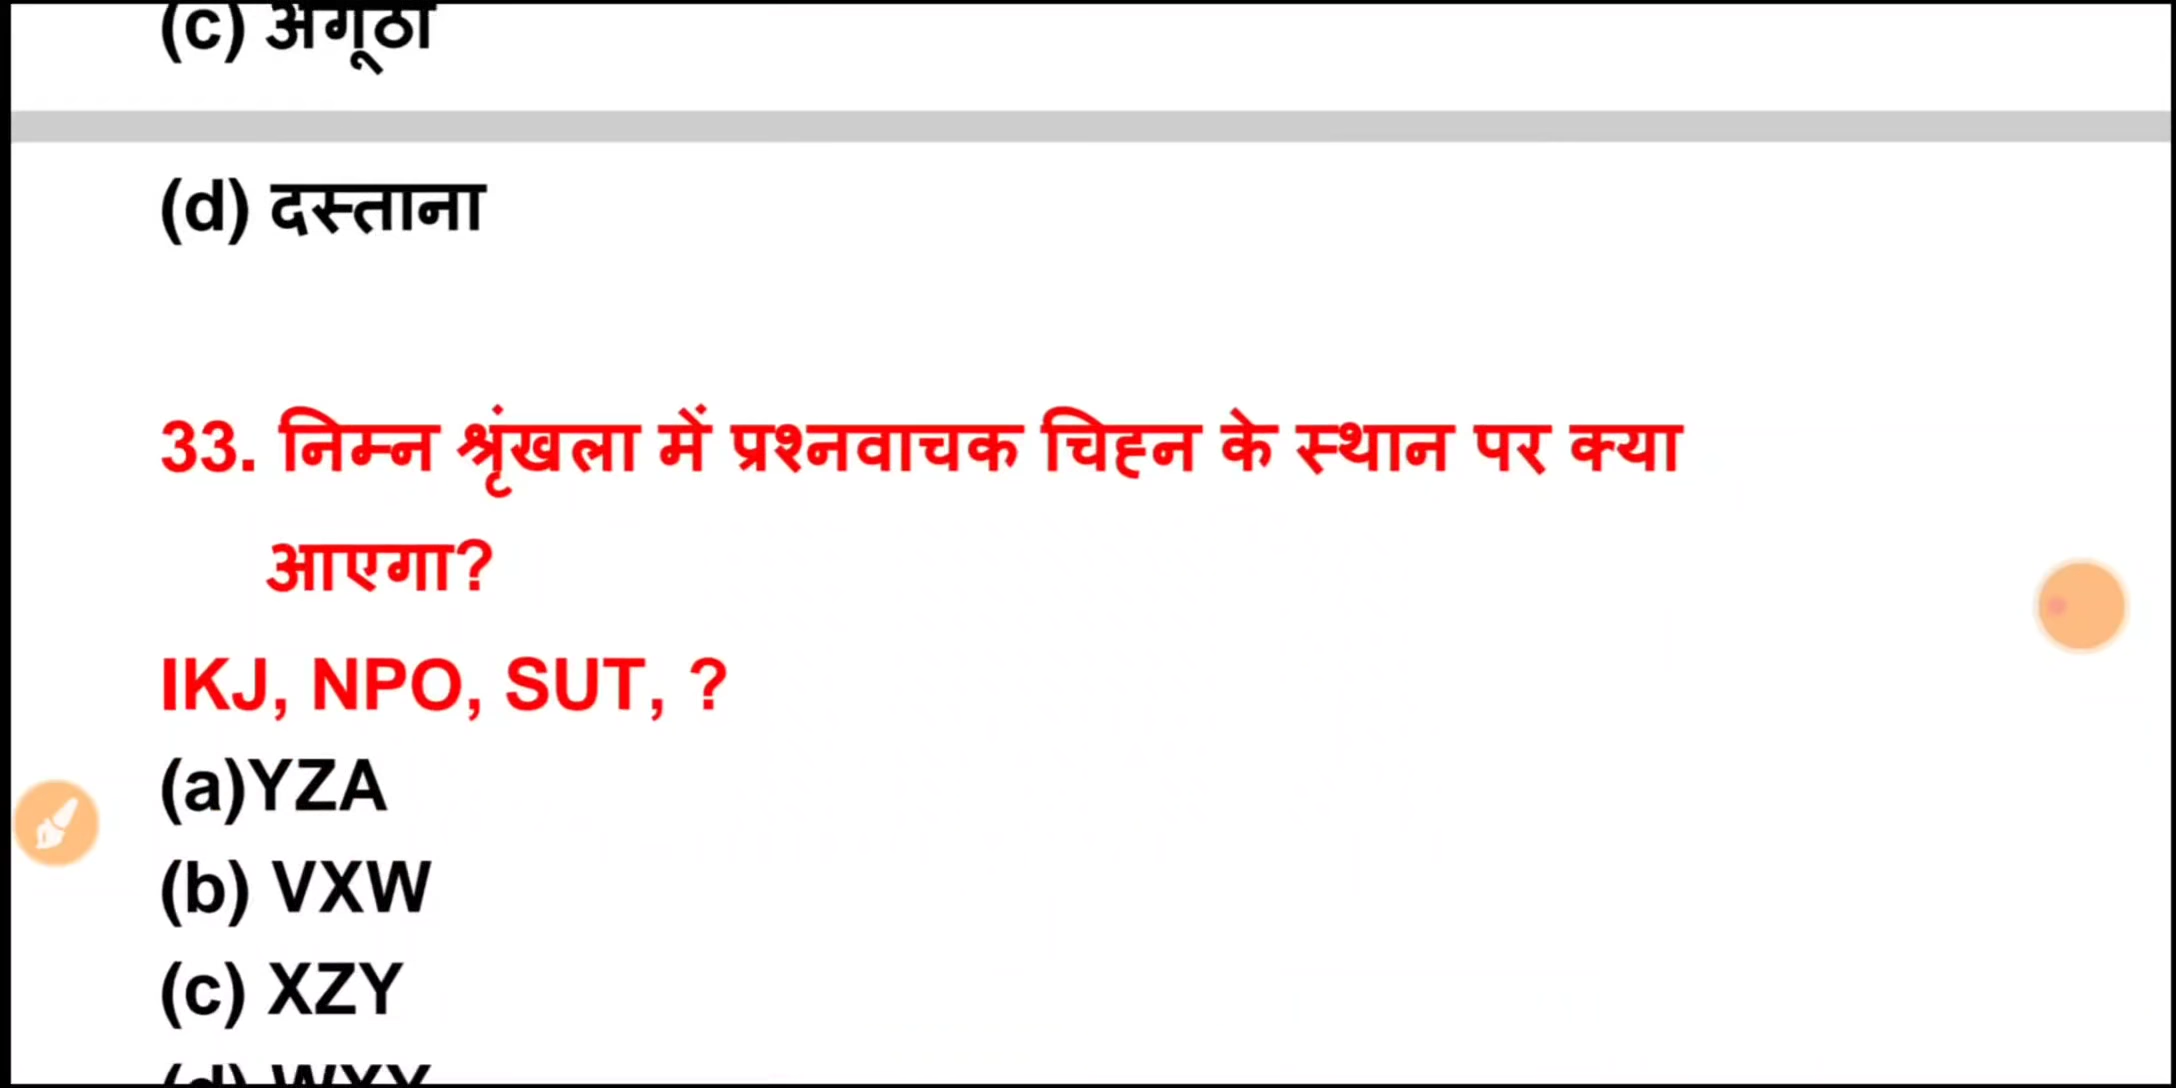 (c) अंगूठा
(d) दस्ताना
33. निम्न श्रृंखला में प्रश्नवाचक चिह्न के स्थान पर क्या
आएगा?
IKJ, NPO, SUT, ?
(a)YZA
(b) VXW
(c) XZY